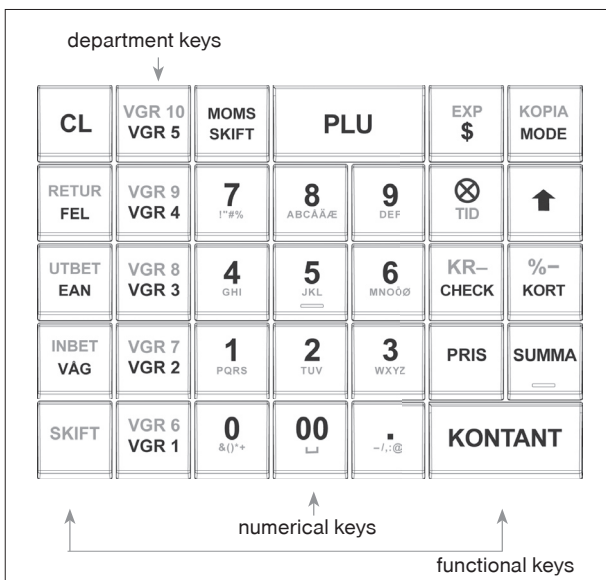 department keys
CL
VGR 10
VGR 5
MOMS
SKIFT
PLU
EXP
$
KOPIA
MODE
RETUR
FEL
VGR 9
VGR 4
7
!"#%
8
ABCÅÄÆ
9
DEF
TID
UTBET
EAN
VGR 8
VGR 3
4
GHI
5
JKL
6
MNOÖØ
KR–
CHECK
%–
KORT
INBET
VÅG
VGR 7
VGR 2
1
PQRS
2
TUV
3
WXYZ
PRIS
SUMMA
SKIFT
VGR 6
VGR 1
0
&()*+
00
.
–/,:@
KONTANT
numerical keys
functional keys